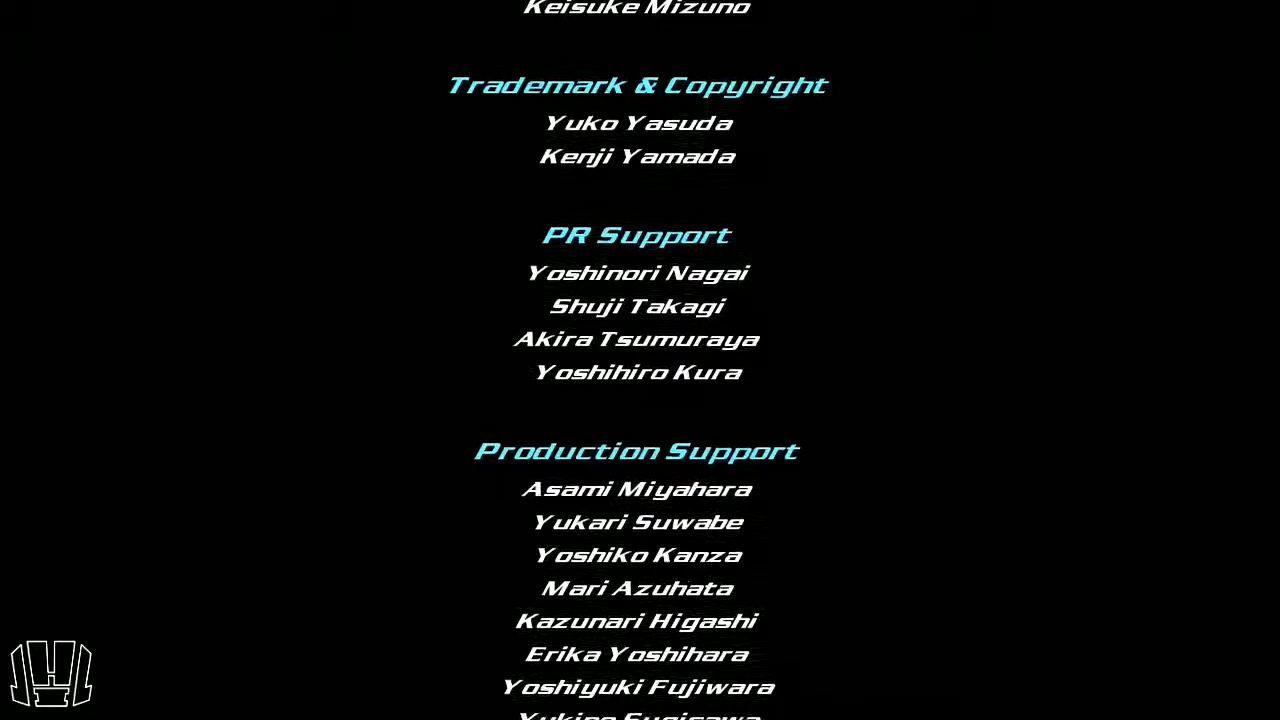 Keisuke Mizuno
Trademark & Copyright
Yuko Yasuda
Kenji Yamada
PR Support
Yoshinori Nagai
Shuji Takagi
Akira Tsumuraya
Yoshihiro Kura
Production Support
Asami Miyahara
Yukari Suwabe
Yoshiko Kanza
Mari Azuhata
Kazunari Higashi
Erika Yoshihara
Yoshiyuki Fujiwara